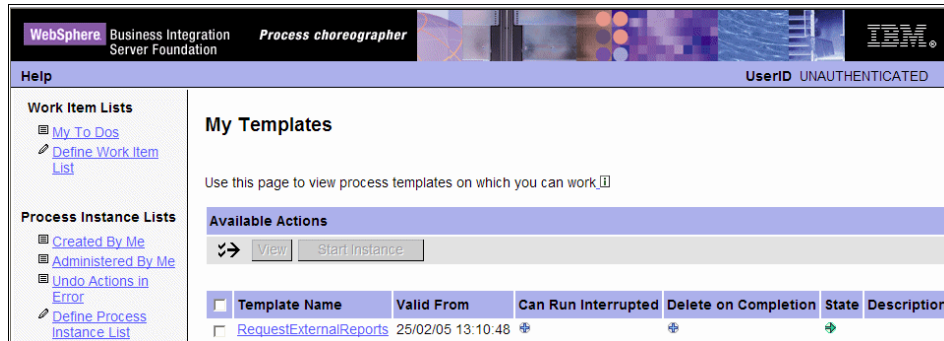 WebSphere Business Integration Server Foundation
Process choreographer
IBM®
Help
UserID UNAUTHENTICATED
Work Item Lists
My To Dos
Define Work Item
List
Process Instance Lists
Created By Me
Administered By Me
Undo Actions in
Error
Define Process
Instance List
My Templates
Use this page to view process templates on which you can work
Available Actions
View Start Instance
Template Name Valid From Can Run Interrupted Delete on Completion State Description
RequestExternalReports 25/02/05 13:10:48